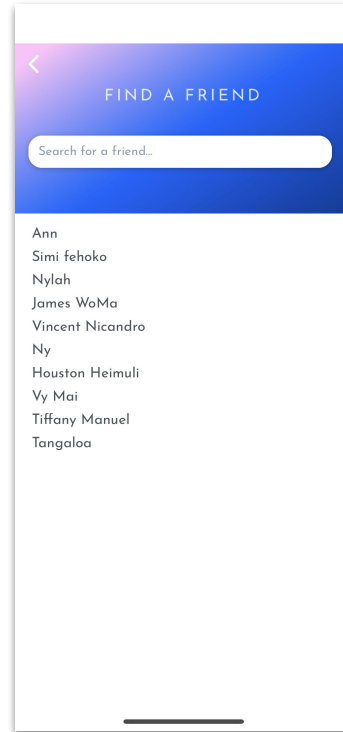 FIND A FRIEND
Search for a friend...
Ann
Simi fehoko
Nylah
James WoMa
Vincent Nicandro
Ny
Houston Heimuli
Vy Mai
Tiffany Manuel
Tangaloa